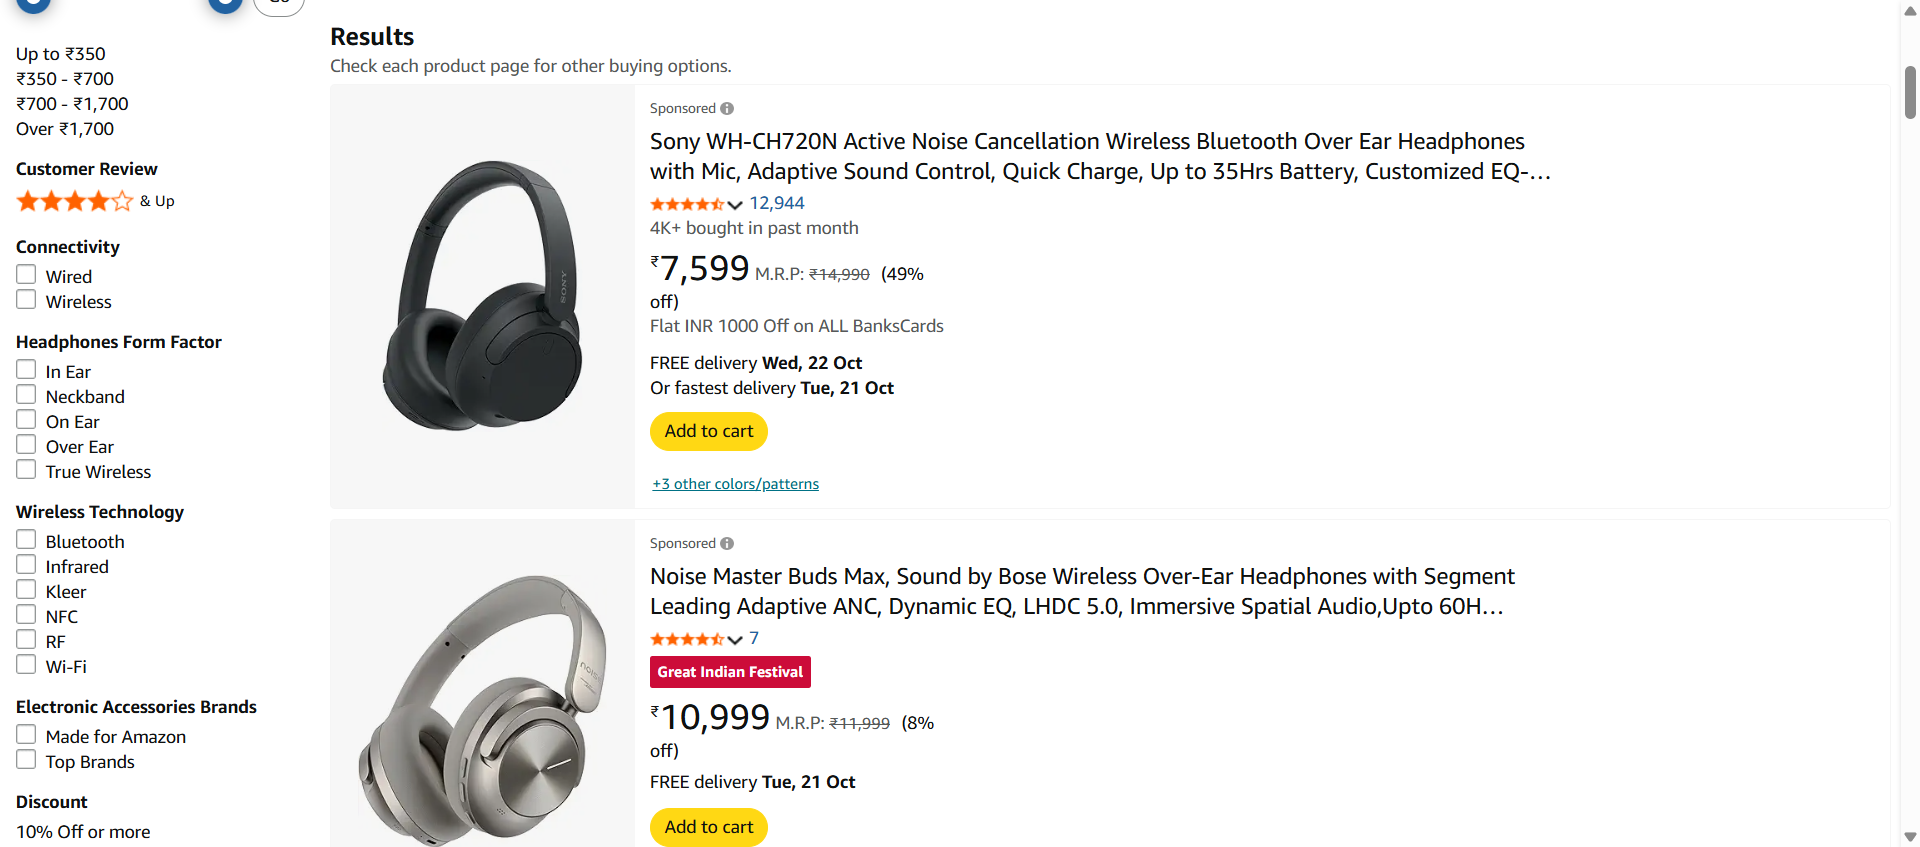 Go
Up to ₹350
₹350 - ₹700
₹700 - ₹1,700
Over ₹1,700
Customer Review
& Up
Connectivity
Wired
Wireless
Headphones Form Factor
In Ear
Neckband
On Ear
Over Ear
True Wireless
Wireless Technology
Bluetooth
Infrared
Kleer
NFC
RF
Wi-Fi
Electronic Accessories Brands
Made for Amazon
Top Brands
Discount
10% Off or more
Results
Check each product page for other buying options.
SONY
Sponsored
Sony WH-CH720N Active Noise Cancellation Wireless Bluetooth Over Ear Headphones
with Mic, Adaptive Sound Control, Quick Charge, Up to 35Hrs Battery, Customized EQ-…
12,944
4K+ bought in past month
₹7,599 M.R.P: ₹14,990 (49%
off)
Flat INR 1000 Off on ALL BanksCards
FREE delivery Wed, 22 Oct
Or fastest delivery Tue, 21 Oct
Add to cart
+3 other colors/patterns
noise
Sponsored
Noise Master Buds Max, Sound by Bose Wireless Over-Ear Headphones with Segment
Leading Adaptive ANC, Dynamic EQ, LHDC 5.0, Immersive Spatial Audio,Upto 60H…
7
Great Indian Festival
₹10,999 M.R.P: ₹11,999 (8%
off)
FREE delivery Tue, 21 Oct
Add to cart